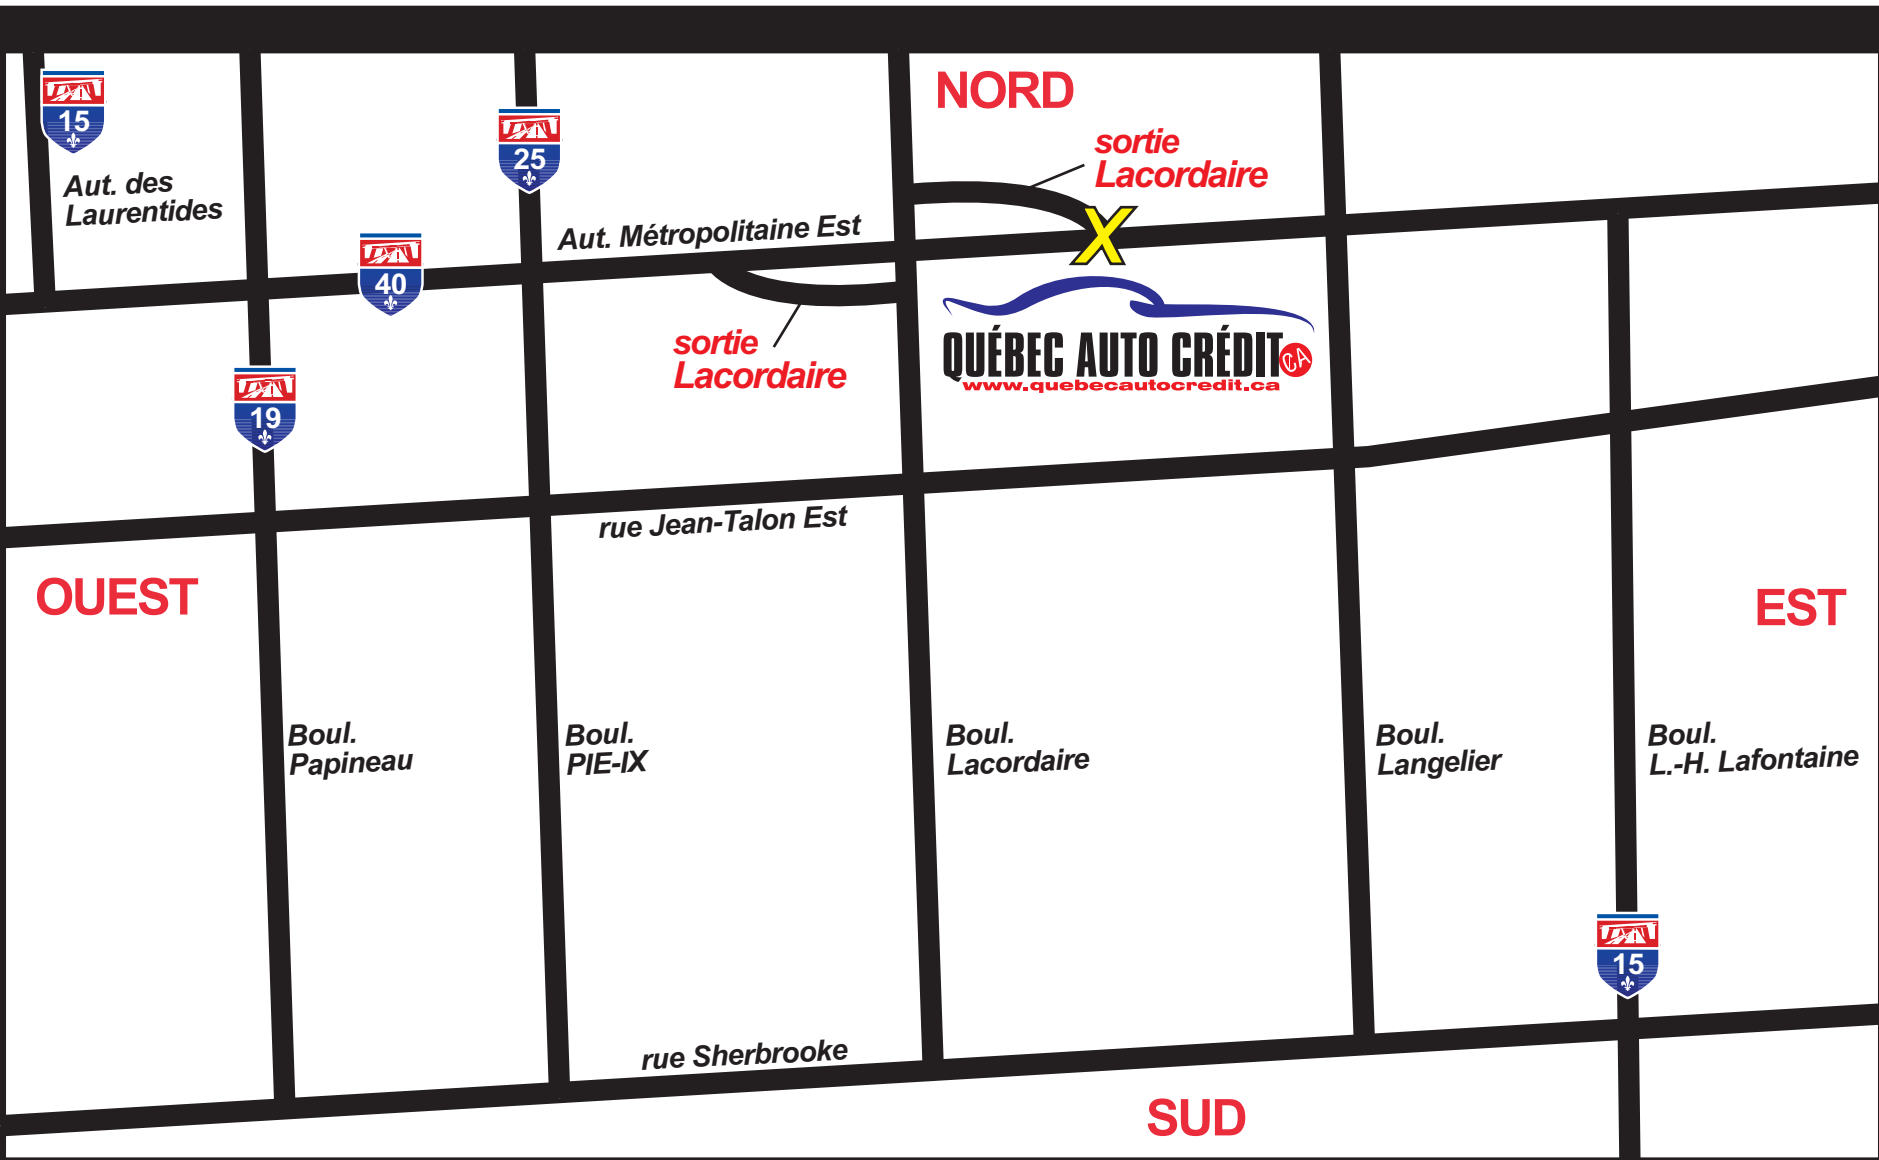 NORD
15
25
sortie
Lacordaire
Aut. des
Laurentides
Aut. Métropolitaine Est
X
40
QUÉBEC AUTO CRÉDIT CA
www.quebecautocredit.ca
sortie
Lacordaire
19
rue Jean-Talon Est
OUEST
EST
Boul.
Papineau
Boul.
PIE-IX
Boul.
Lacordaire
Boul.
Langelier
Boul.
L.-H. Lafontaine
15
rue Sherbrooke
SUD